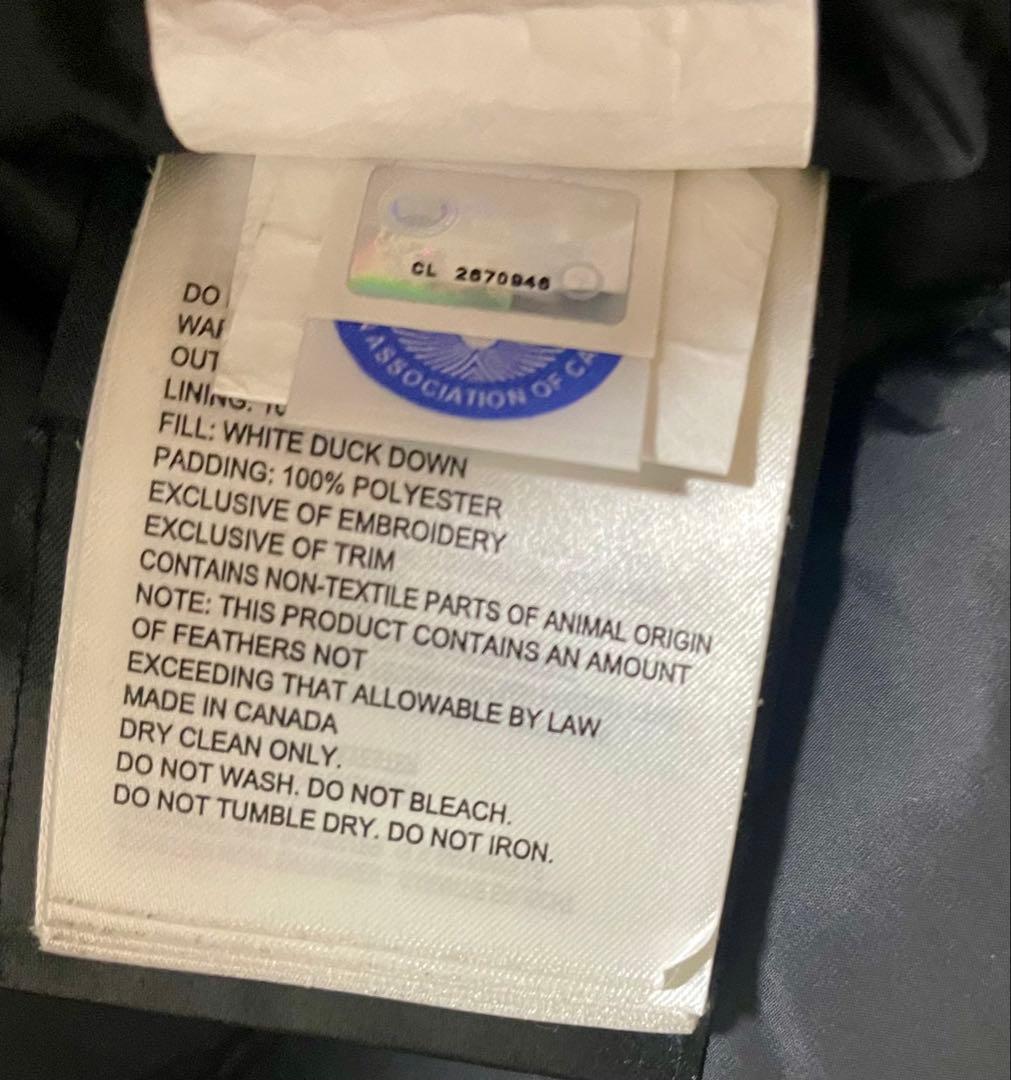 CL 2670946
ASSOCIATION OF
DO
OUT
LINING:
FILL: WHITE DUCK DOWN
PADDING: 100% POLYESTER
EXCLUSIVE OF EMBROIDERY
EXCLUSIVE OF TRIM
CONTAINS NON-TEXTILE PARTS OF ANIMAL ORIGIN
NOTE: THIS PRODUCT CONTAINS AN AMOUNT
OF FEATHERS NOT
EXCEEDING THAT ALLOWABLE BY LAW
MADE IN CANADA
DRY CLEAN ONLY.
DO NOT WASH. DO NOT BLEACH.
DO NOT TUMBLE DRY. DO NOT IRON.